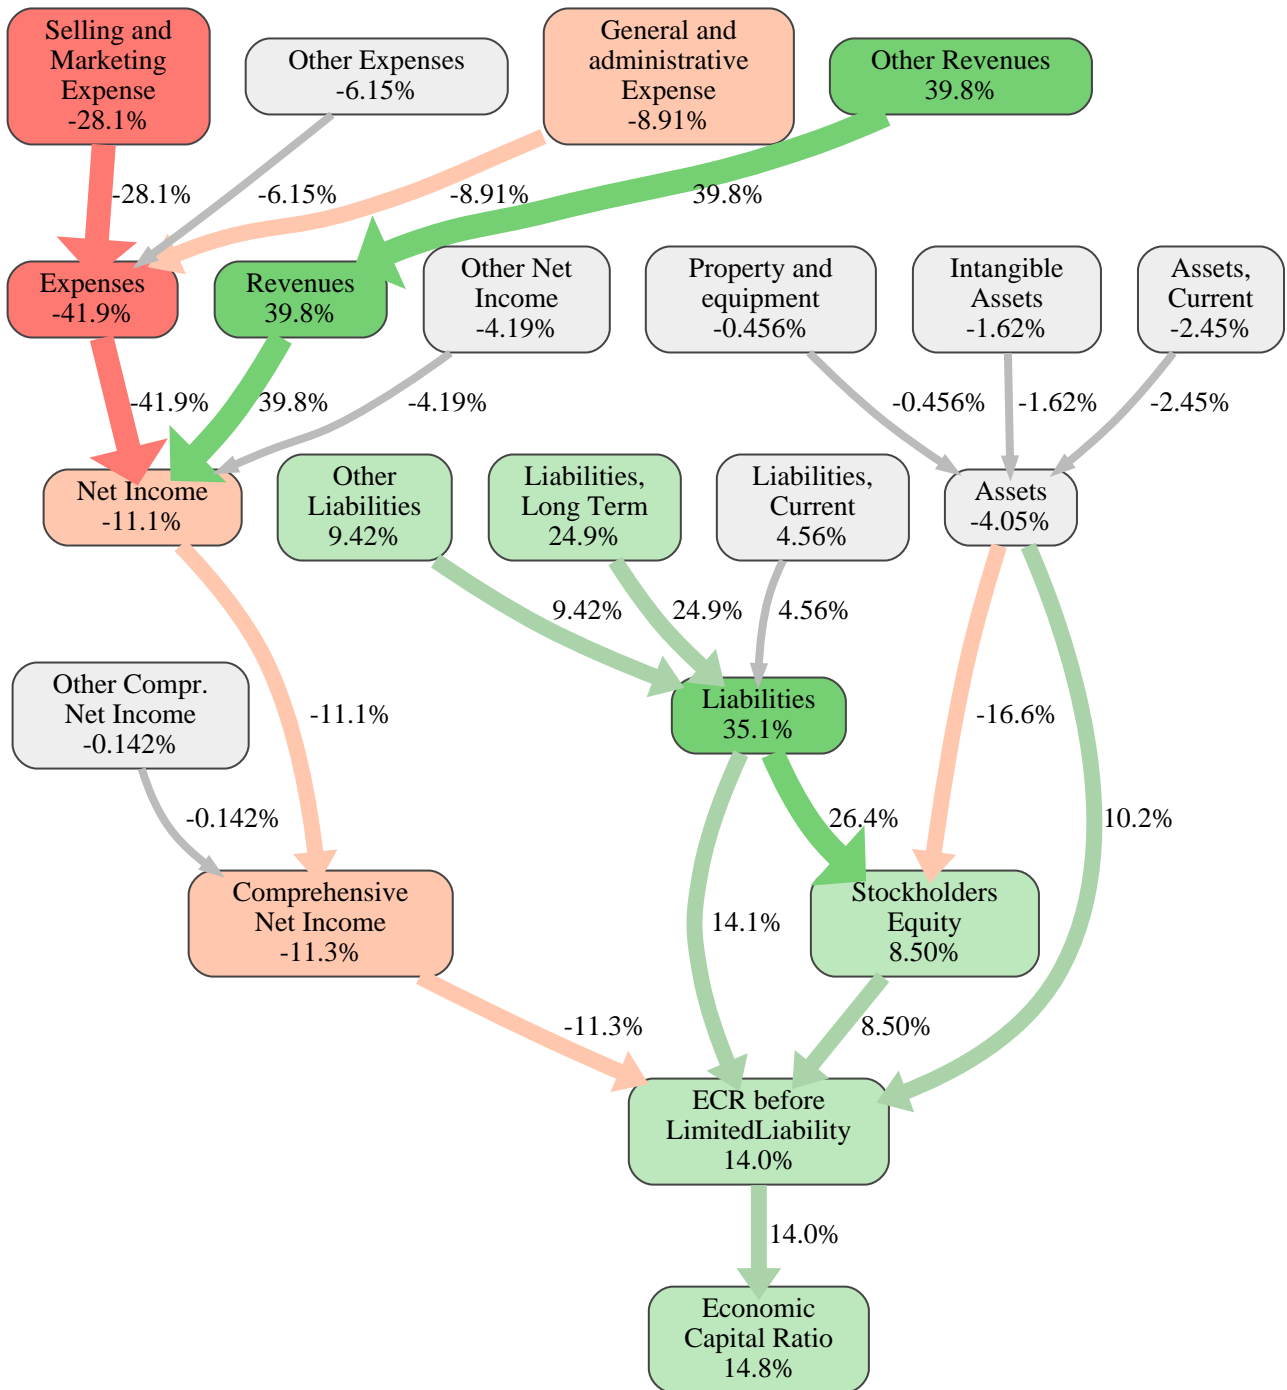 Selling and
Marketing
Expense
-28.1%
Other Expenses
-6.15%
General and
administrative
Expense
-8.91%
Other Revenues
39.8%
-28.1%
-6.15%
-8.91%
39.8%
Expenses
-41.9%
Revenues
39.8%
Other Net
Income
-4.19%
Property and
equipment
-0.456%
Intangible
Assets
-1.62%
Assets,
Current
-2.45%
-41.9%
39.8%
-4.19%
-0.456%
-1.62%
-2.45%
Net Income
-11.1%
Other
Liabilities
9.42%
Liabilities,
Long Term
24.9%
Liabilities,
Current
4.56%
Assets
-4.05%
9.42%
24.9%
4.56%
Other Compr.
Net Income
-0.142%
-11.1%
Liabilities
35.1%
-16.6%
-0.142%
26.4%
10.2%
Comprehensive
Net Income
-11.3%
14.1%
Stockholders
Equity
8.50%
-11.3%
8.50%
ECR before
LimitedLiability
14.0%
14.0%
Economic
Capital Ratio
14.8%